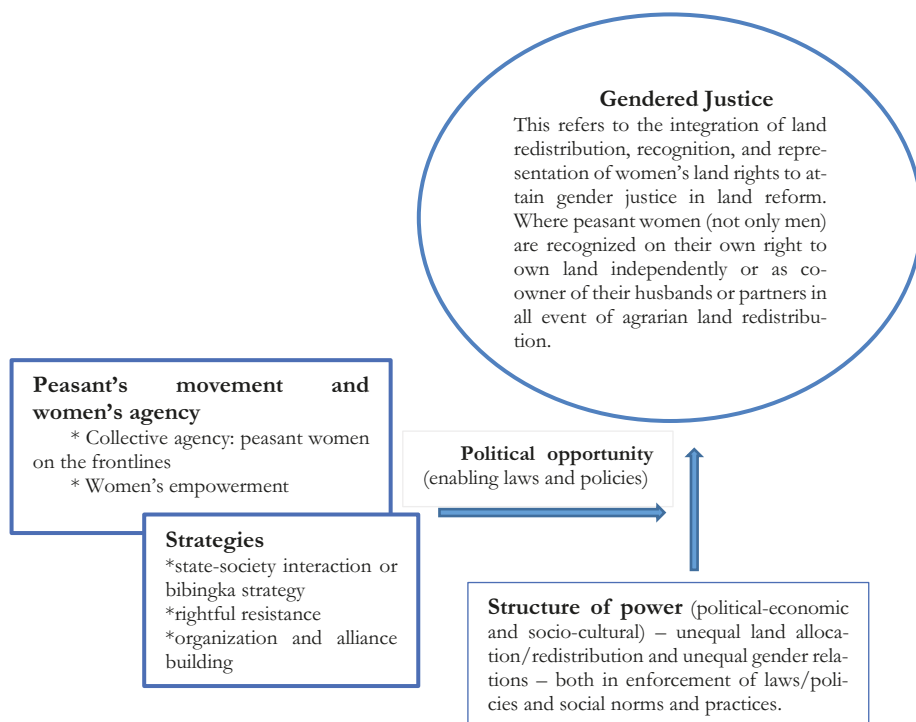 Gendered Justice
This refers to the integration of land
redistribution, recognition, and repre-
sentation of women's land rights to at-
tain gender justice in land reform.
Where peasant women (not only men)
are recognized on their own right to
own land independently or as co-
owner of their husbands or partners in
all event of agrarian land redistribu-
tion.
Peasant's movement and
women's agency
* Collective agency: peasant women
on the frontlines
* Women's empowerment
Political opportunity
(enabling laws and policies)
Strategies
*state-society interaction or
bibingka strategy
*rightful resistance
*organization and alliance
building
Structure of power (political-economic
and socio-cultural) – unequal land alloca-
tion/redistribution and unequal gender rela-
tions – both in enforcement of laws/poli-
cies and social norms and practices.